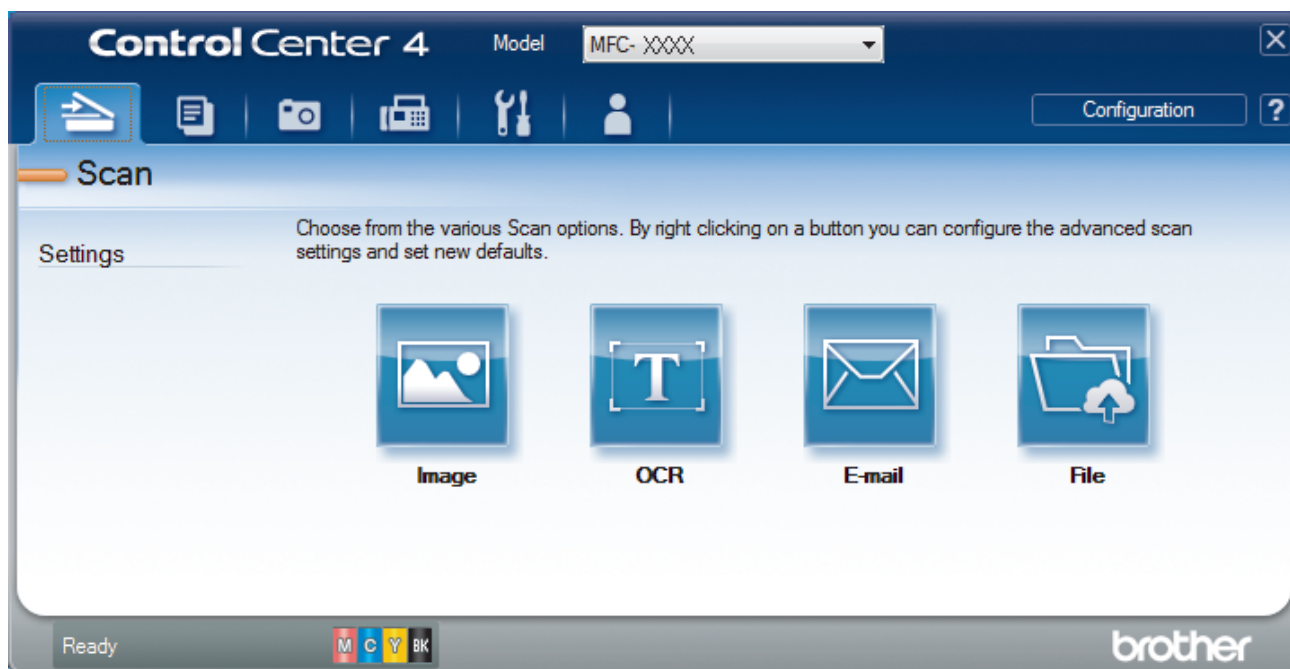 ControlCenter 4 Model MFC- XXXX X
Configuration ?
Scan
Choose from the various Scan options. By right clicking on a button you can configure the advanced scan
settings and set new defaults.
Settings
T
Image OCR E-mail File
Ready M C Y BK brother